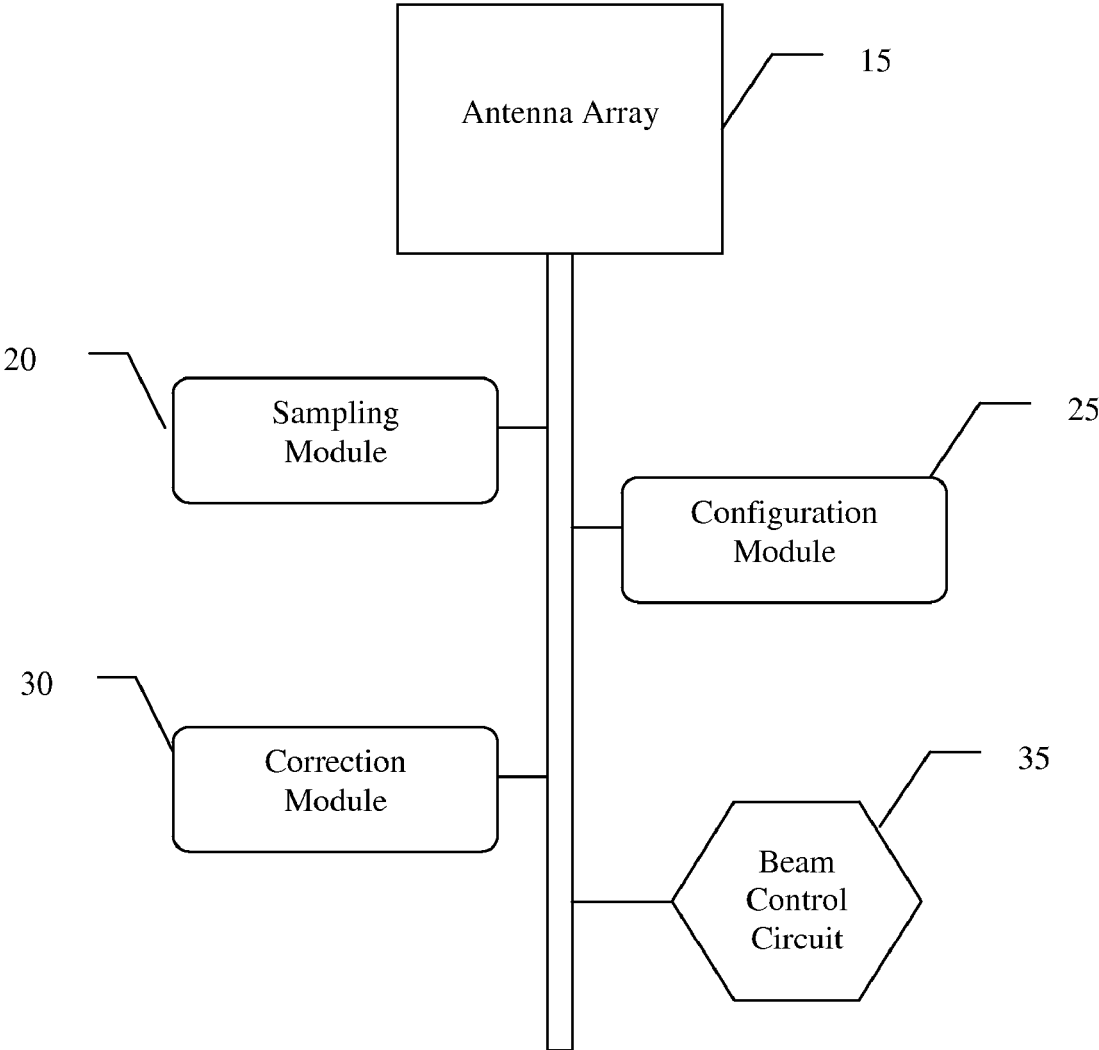 Antenna Array
15
20
Sampling
Module
25
Configuration
Module
30
Correction
Module
35
Beam
Control
Circuit